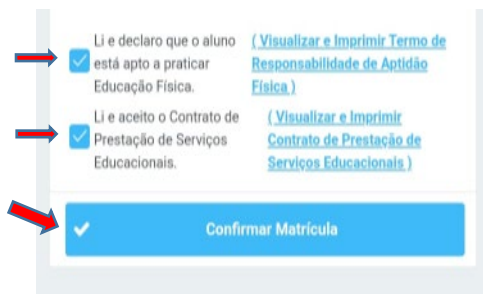 Li e declaro que o aluno
está apto a praticar
Educação Física.
( Visualizar e Imprimir Termo de
Responsabilidade de Aptidão
Física )
Li e aceito o Contrato de
Prestação de Serviços
Educacionais.
( Visualizar e Imprimir
Contrato de Prestação de
Serviços Educacionais )
Confirmar Matrícula